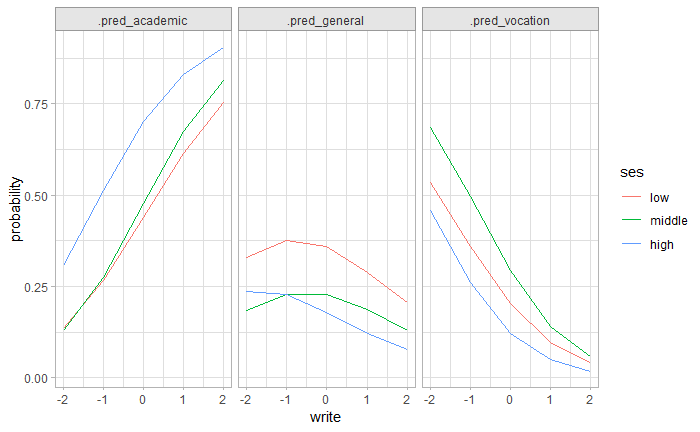 .pred_academic .pred_general .pred_vocation
0.75
0.50
0.25
0.00
probability
-2 -1 0 1 2 -2 -1 0 1 2 -2 -1 0 1 2
write
ses
low
middle
high